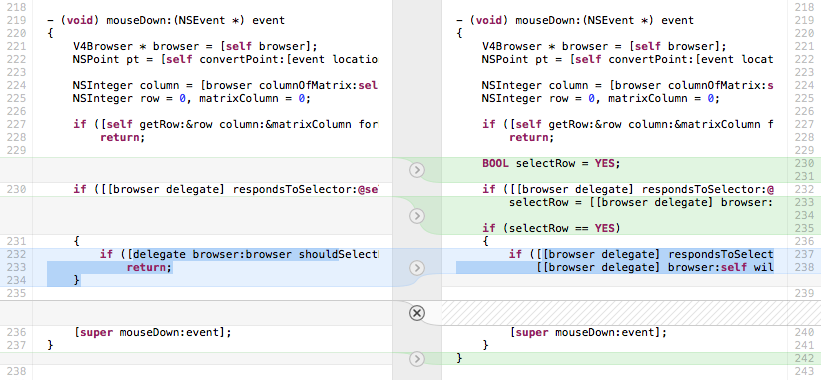 218
219 - (void) mouseDown:(NSEvent *) event
220 {
221 V4Browser * browser = [self browser];
222 NSPoint pt = [self convertPoint:[event locatio
223
224 NSInteger column = [browser columnOfMatrix:sel
225 NSInteger row = 0, matrixColumn = 0;
226
227 if ([self getRow:&row column:&matrixColumn for
228 return;
229
230 if ([[browser delegate] respondsToSelector:@se
231 {
232 if ([delegate browser:browser shouldSelect
233 return;
234 }
235
236 [super mouseDown:event];
237 }
238
218
- (void) mouseDown:(NSEvent *) event 219
{ 220
V4Browser * browser = [self browser]; 221
NSPoint pt = [self convertPoint:[event locat 222
223
NSInteger column = [browser columnOfMatrix:s 224
NSInteger row = 0, matrixColumn = 0; 225
226
if ([self getRow:&row column:&matrixColumn f 227
return; 228
229
BOOL selectRow = YES; 230
231
if ([[browser delegate] respondsToSelector:@ 232
selectRow = [[browser delegate] browser: 233
234
if (selectRow == YES) 235
{ 236
if ([[browser delegate] respondsToSelect 237
[[browser delegate] browser:self wil 238
239
[super mouseDown:event]; 240
} 241
} 242
243